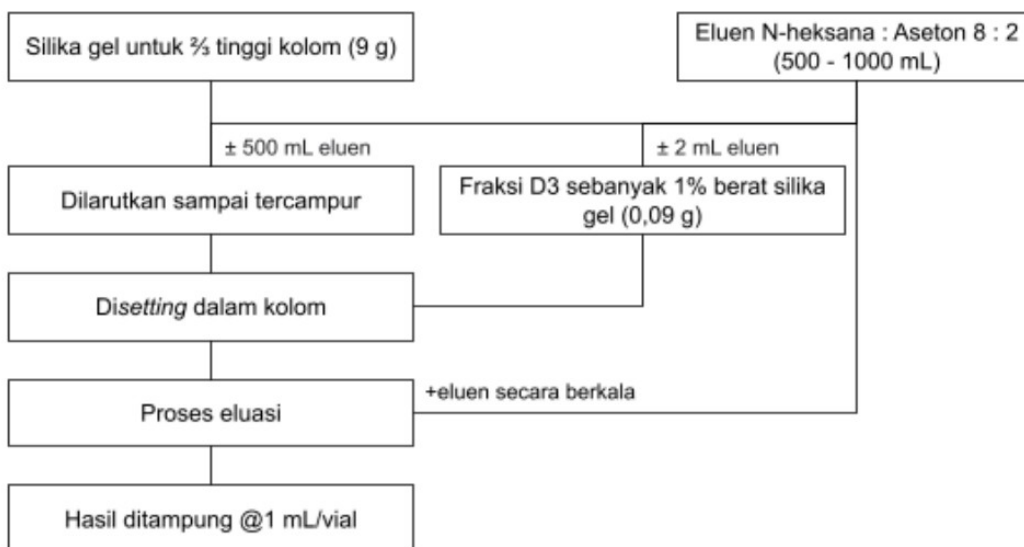 Silika gel untuk ⅔ tinggi kolom (9 g)
Eluen N-heksana : Aseton 8 : 2
(500 - 1000 mL)
± 500 mL eluen
± 2 mL eluen
Dilarutkan sampai tercampur
Fraksi D3 sebanyak 1% berat silika
gel (0,09 g)
Disetting dalam kolom
+eluen secara berkala
Proses eluasi
Hasil ditampung @1 mL/vial